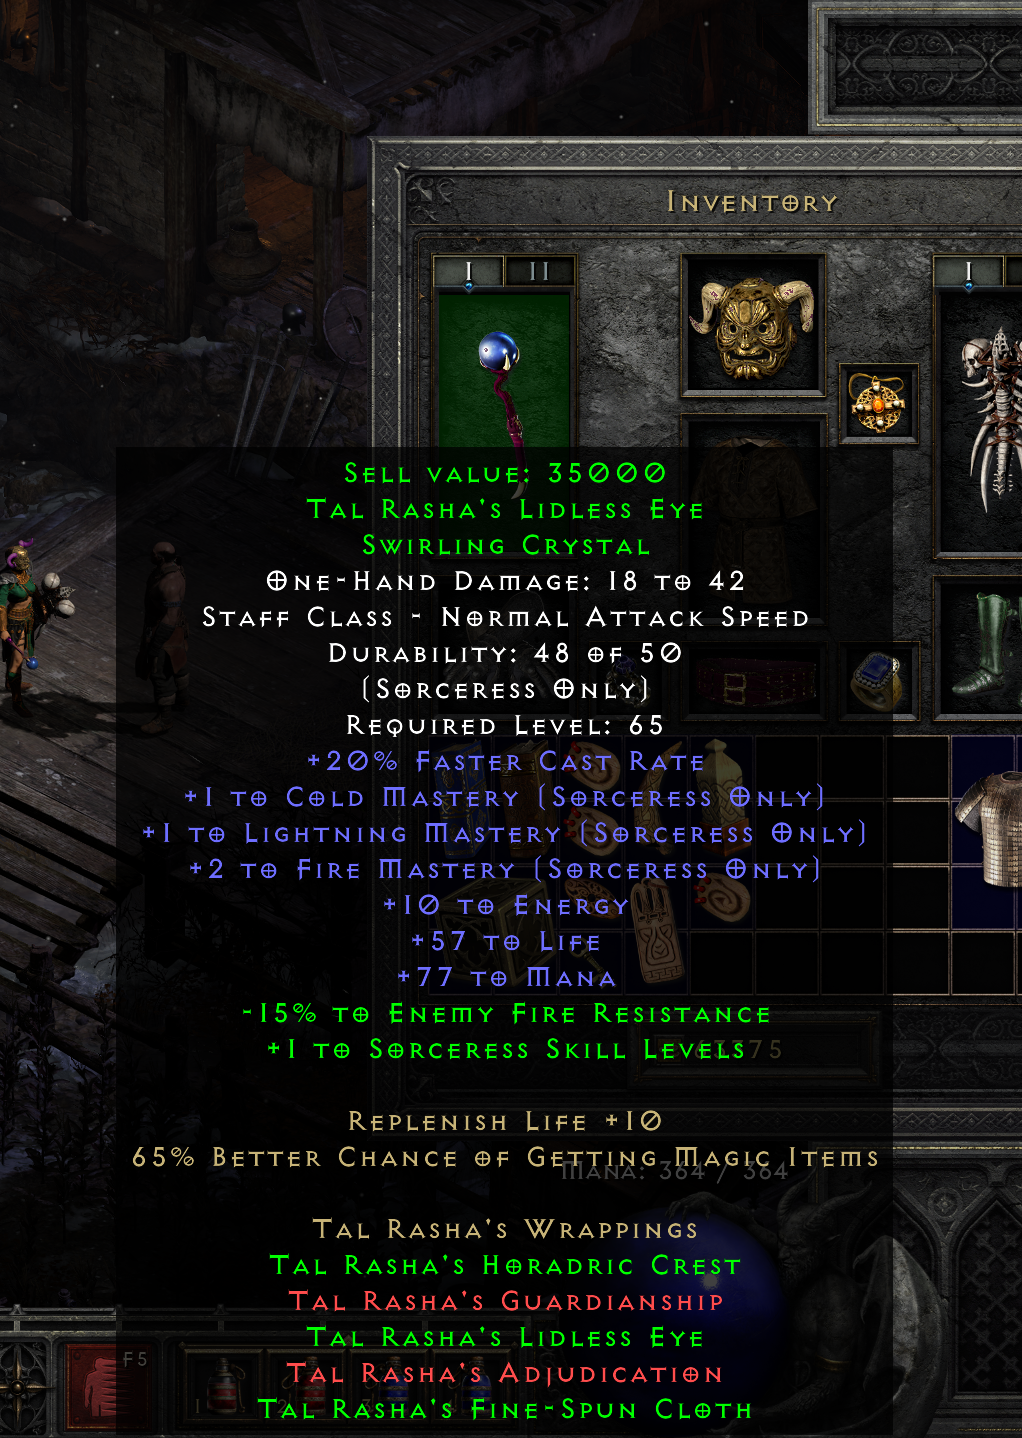 Inventory
I
II
I
Sell value: 35000
Tal Rasha's Lidless Eye
Swirling Crystal
One-Hand Damage: 18 to 42
Staff Class - Normal Attack Speed
Durability: 48 of 50
(Sorceress Only)
Required Level: 65
+20% Faster Cast Rate
+1 to Cold Mastery (Sorceress Only)
+1 to Lightning Mastery (Sorceress Only)
+2 to Fire Mastery (Sorceress Only)
+10 to Energy
+57 to Life
+77 to Mana
-15% to Enemy Fire Resistance
+1 to Sorceress Skill Levels
Replenish Life +10
65% Better Chance of Getting Magic Items
Mana: 364 / 364
Tal Rasha's Wrappings
Tal Rasha's Horadric Crest
Tal Rasha's Guardianship
Tal Rasha's Lidless Eye
Tal Rasha's Adjudication
Tal Rasha's Fine-Spun Cloth
F5
1